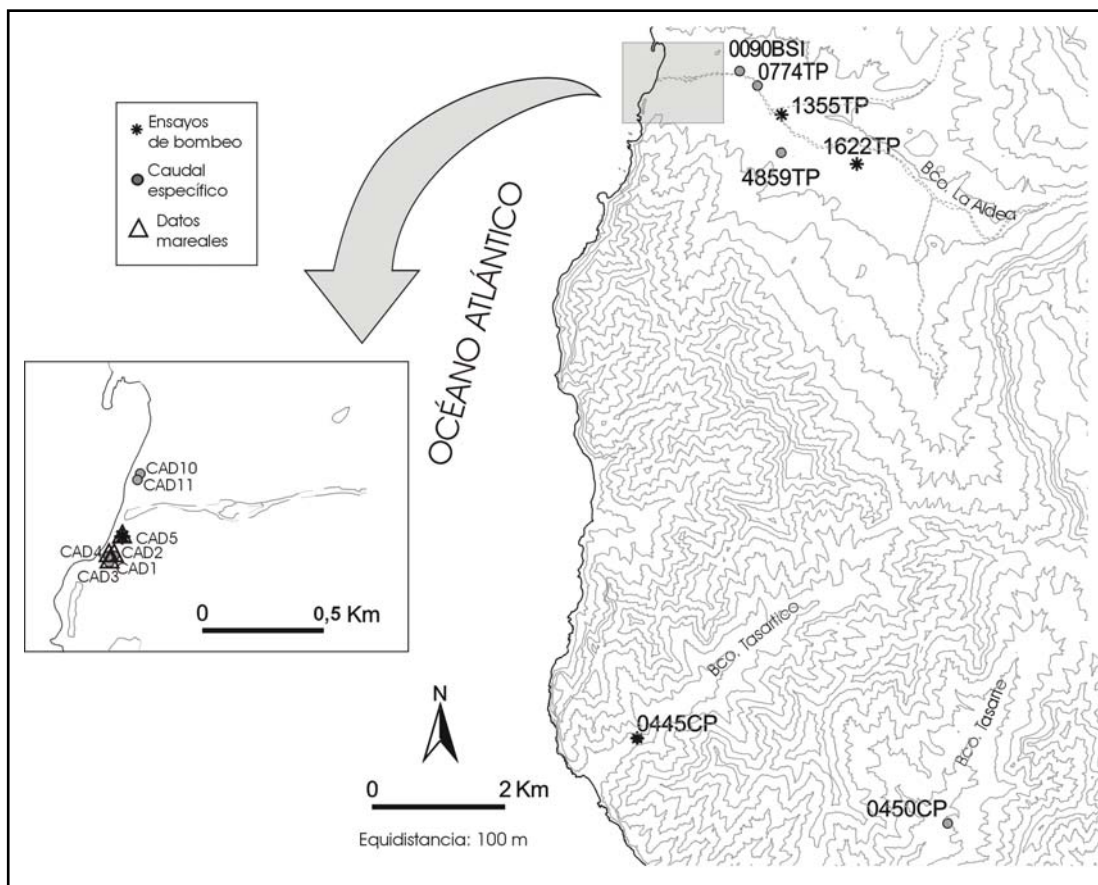 Ensayos
de bombeo
Caudal
específico
Datos
mareales
OCÉANO ATLÁNTICO
0090BSI
0774TP
1355TP
1622TP
4859TP
Bco. La Aldea
CAD10
CAD11
CAD5
CAD4
CAD2
CAD1
CAD3
0 0,5 Km
N
0 2 Km
Equidistancia: 100 m
Bco. Tasartico
0445CP
Bco. Tasarte
0450CP